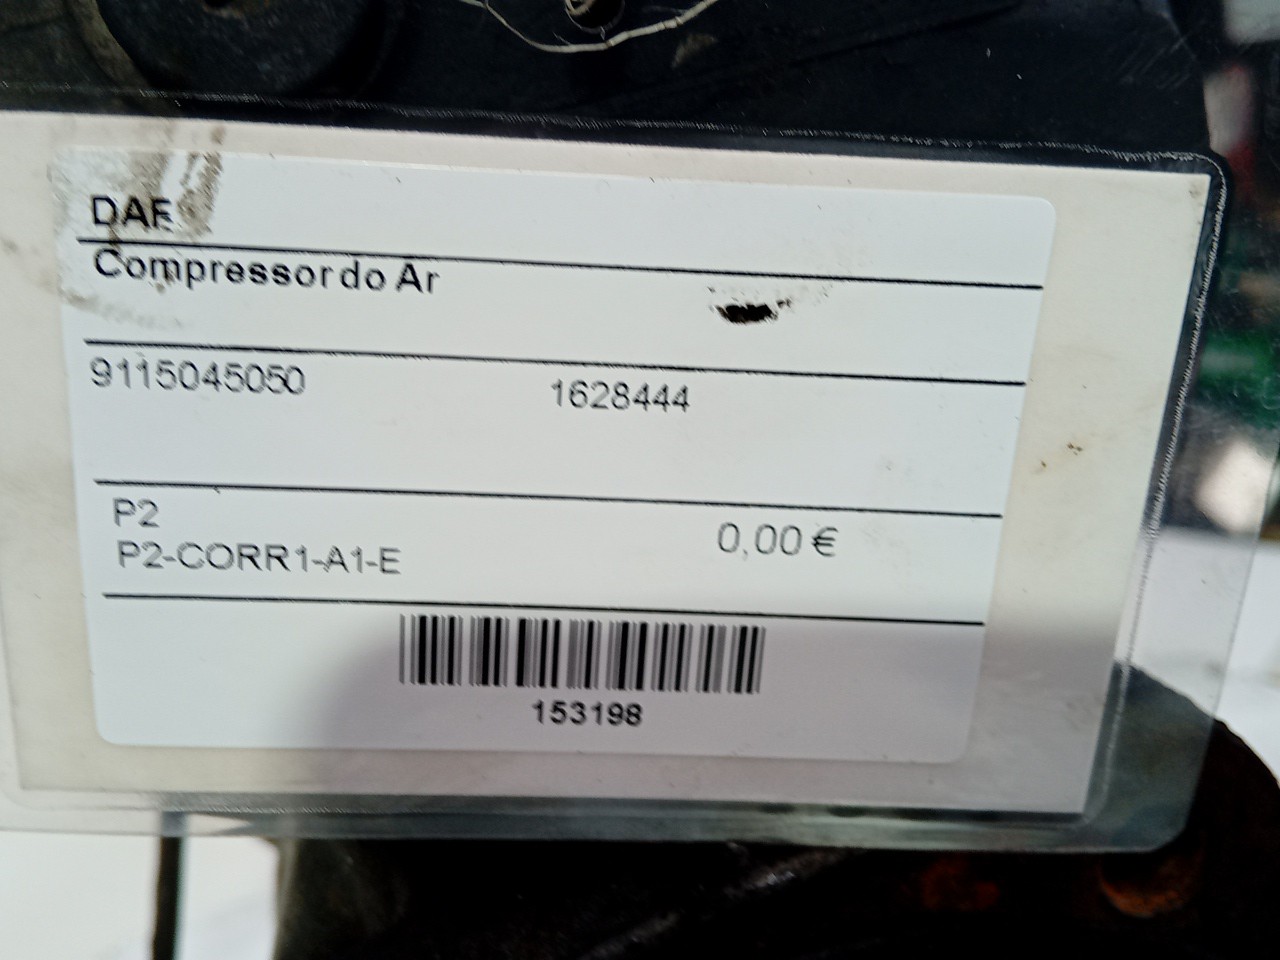 DAF
Compressor do Ar
9115045050 1628444
P2
P2-CORR1-A1-E 0,00 €
153198